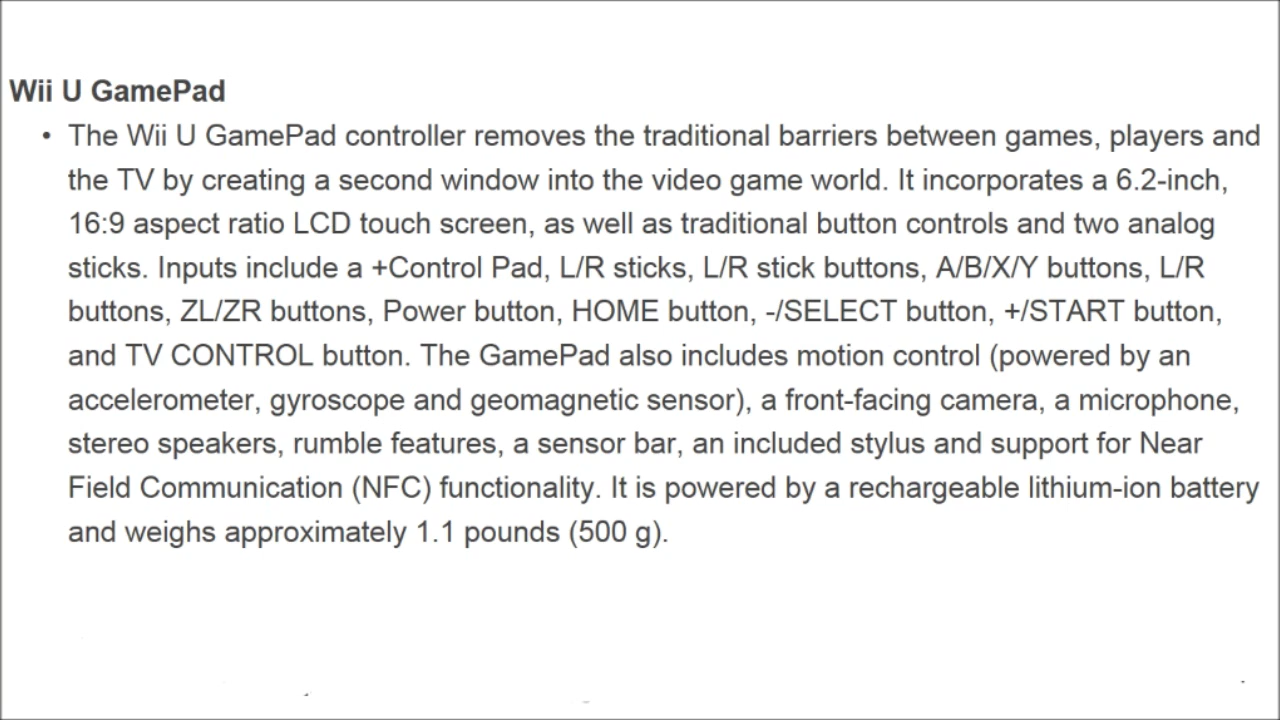 Wii U GamePad
• The Wii U GamePad controller removes the traditional barriers between games, players and
the TV by creating a second window into the video game world. It incorporates a 6.2-inch,
16:9 aspect ratio LCD touch screen, as well as traditional button controls and two analog
sticks. Inputs include a +Control Pad, L/R sticks, L/R stick buttons, A/B/X/Y buttons, L/R
buttons, ZL/ZR buttons, Power button, HOME button, -/SELECT button, +/START button,
and TV CONTROL button. The GamePad also includes motion control (powered by an
accelerometer, gyroscope and geomagnetic sensor), a front-facing camera, a microphone,
stereo speakers, rumble features, a sensor bar, an included stylus and support for Near
Field Communication (NFC) functionality. It is powered by a rechargeable lithium-ion battery
and weighs approximately 1.1 pounds (500 g).